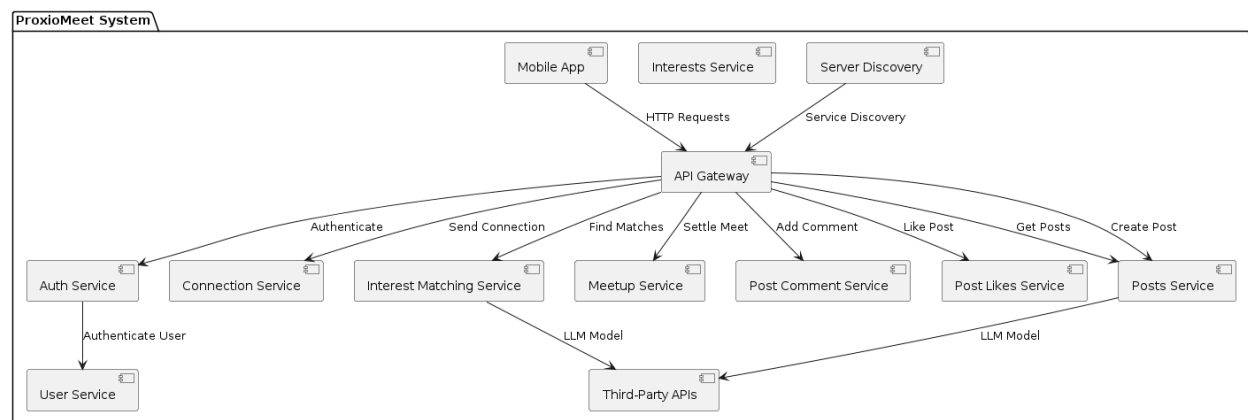 ProxioMeet System
Mobile App
Interests Service
Server Discovery
HTTP Requests
Service Discovery
API Gateway
Authenticate
Send Connection
Find Matches
Settle Meet
Add Comment
Like Post
Get Posts
Create Post
Auth Service
Connection Service
Interest Matching Service
Meetup Service
Post Comment Service
Post Likes Service
Posts Service
Authenticate User
LLM Model
LLM Model
User Service
Third-Party APIs